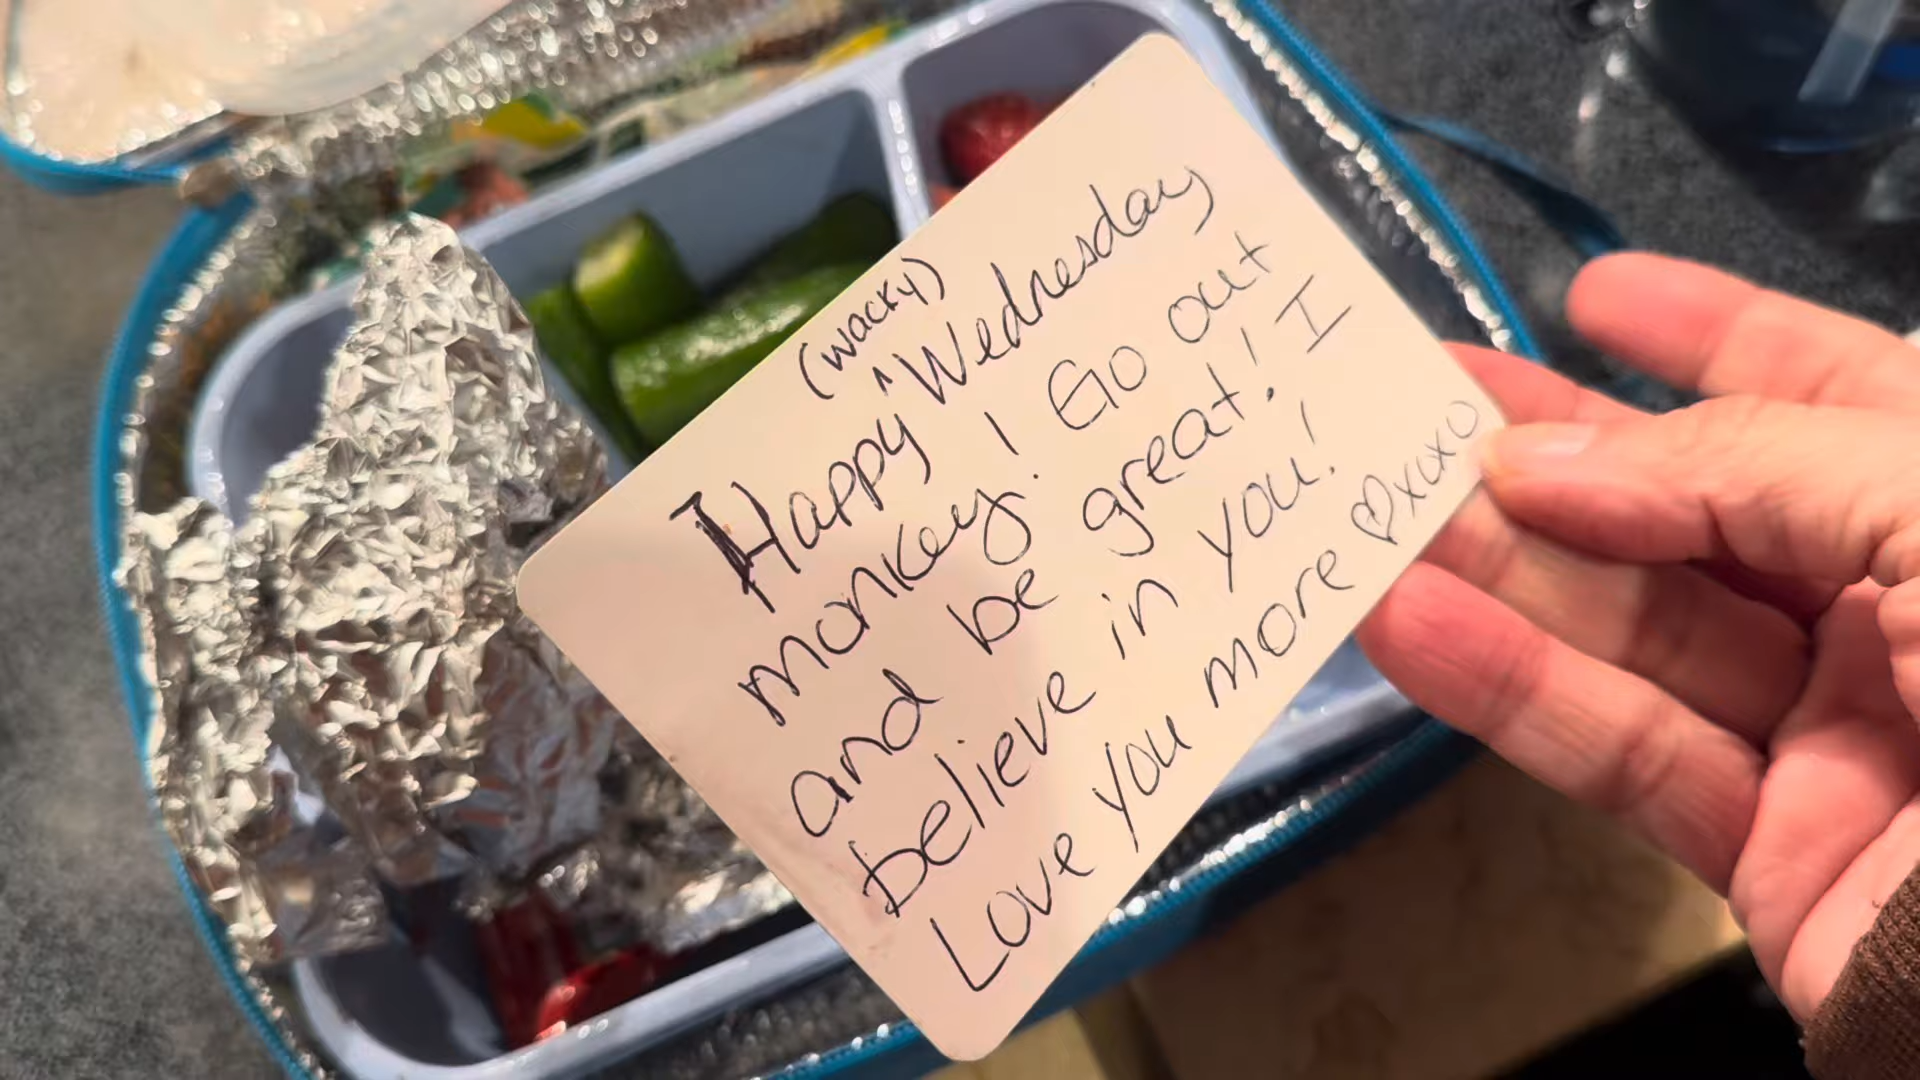 (wacky)
Happy ^ Wednesday
monkey! Go out
and be great! I
believe in you!
Love you more ♡xoxo